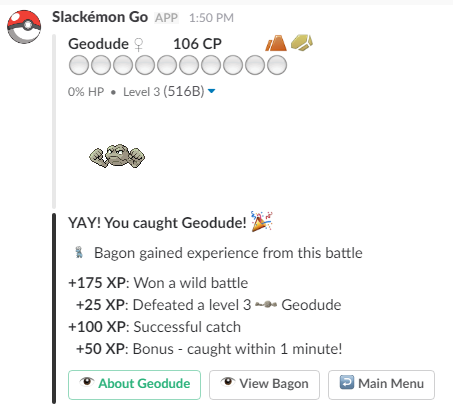 Slackémon Go APP 1:50 PM
Geodude ♀ 106 CP
0% HP • Level 3 (516B)
YAY! You caught Geodude!
Bagon gained experience from this battle
+175 XP: Won a wild battle
+25 XP: Defeated a level 3 Geodude
+100 XP: Successful catch
+50 XP: Bonus - caught within 1 minute!
About Geodude View Bagon Main Menu